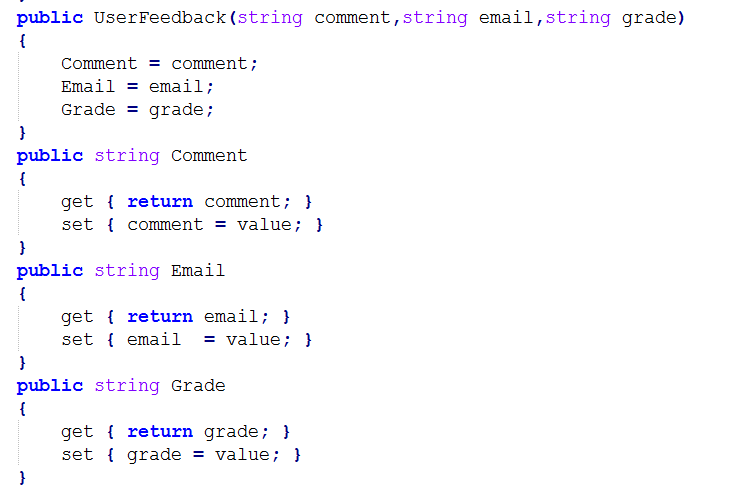 public UserFeedback(string comment,string email,string grade)
{
    Comment = comment;
    Email = email;
    Grade = grade;
}
public string Comment
{
    get { return comment; }
    set { comment = value; }
}
public string Email
{
    get { return email; }
    set { email  = value; }
}
public string Grade
{
    get { return grade; }
    set { grade = value; }
}